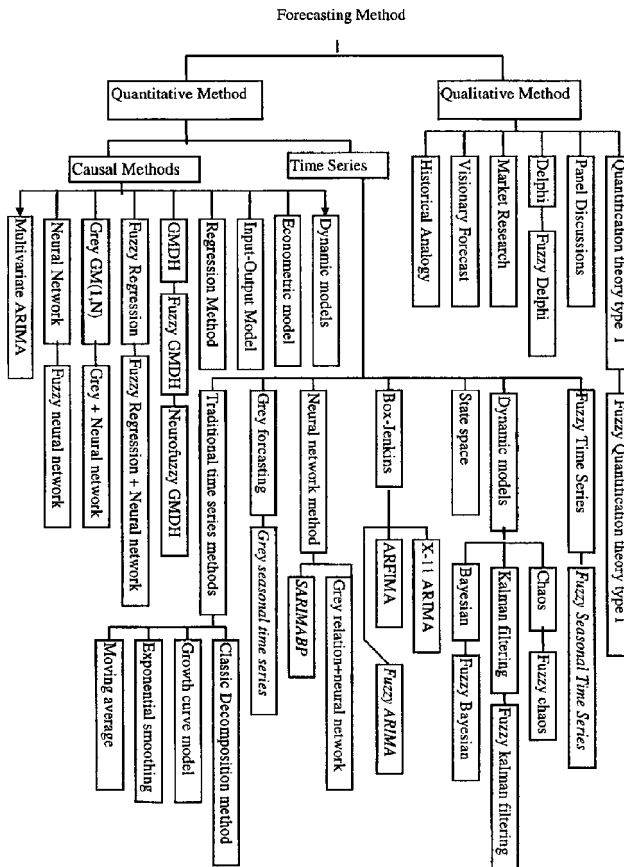 Forecasting Method
Quantitative Method
Qualitative Method
Causal Methods
Time Series
Multivariate ARIMA
Neural Network
Fuzzy neural network
Grey GM(1,N)
Grey + Neural network
Fuzzy Regression
Fuzzy Regression + Neural network
GMDH
Fuzzy GMDH
Neurofuzzy GMDH
Regression Method
Input-Output Model
Econometric model
Dynamic models
Historical Analogy
Visionary Forecast
Market Research
Delphi
Fuzzy Delphi
Panel Discussions
Quantification theory type I
Fuzzy Quantification theory type I
Traditional time series methods
Moving average
Exponential smoothing
Growth curve model
Classic Decomposition method
Grey forcasting
Grey seasonal time series
Neural network method
SARIMABP
Grey relation+neural network
Box-Jenkins
ARFIMA
Fuzzy ARIMA
X-11 ARIMA
State space
Dynamic models
Bayesian
Fuzzy Bayesian
Kalman filtering
Fuzzy kalman filtering
Chaos
Fuzzy chaos
Fuzzy Time Series
Fuzzy Seasonal Time Series